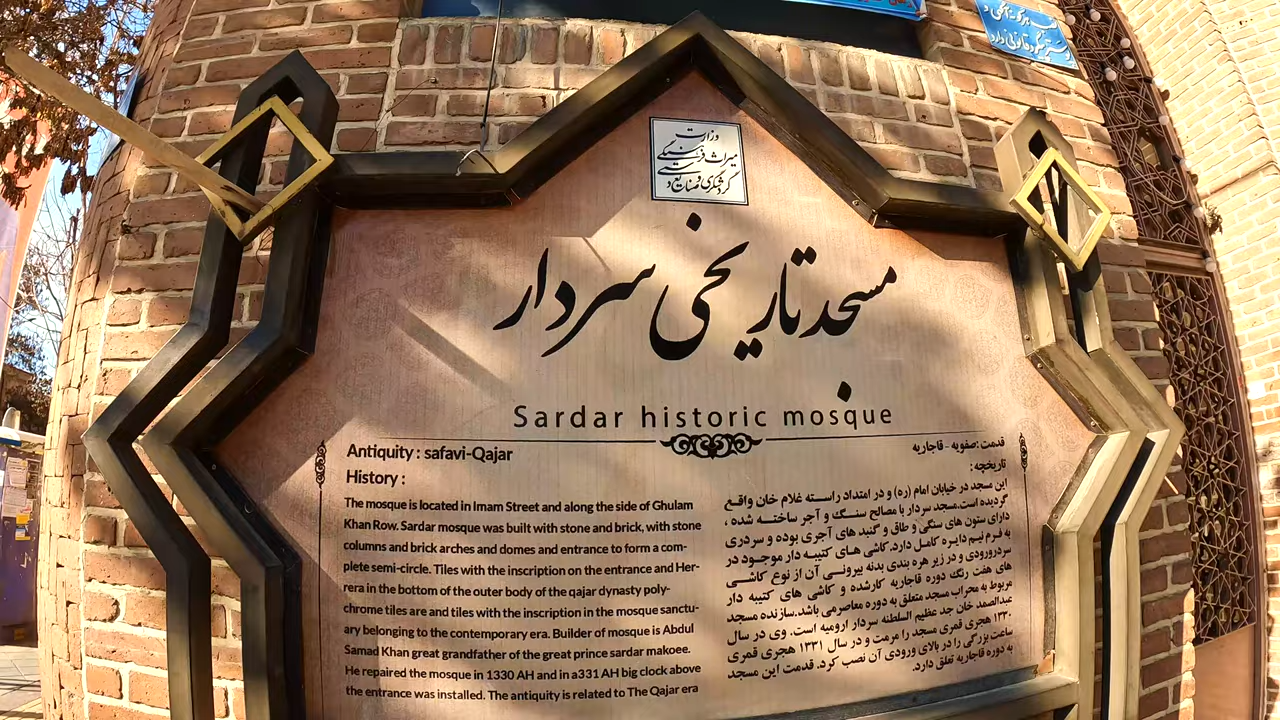 هرگونه آگهی و
پیگرد قانونی دارد
وزارت
میراث فرهنگی
گردشگری و صنایع دستی
مسجد تاریخی سردار
Sardar historic mosque
Antiquity : safavi-Qajar
History :
The mosque is located in Imam Street and along the side of Ghulam
Khan Row. Sardar mosque was built with stone and brick, with stone
columns and brick arches and domes and entrance to form a com-
plete semi-circle. Tiles with the inscription on the entrance and Her-
rera in the bottom of the outer body of the qajar dynasty poly-
chrome tiles are and tiles with the inscription in the mosque sanctu-
ary belonging to the contemporary era. Builder of mosque is Abdul
Samad Khan great grandfather of the great prince sardar makoee.
He repaired the mosque in 1330 AH and in a331 AH big clock above
the entrance was installed. The antiquity is related to The Qajar era
قدمت :صفویه - قاجاریه
تاریخچه :
این مسجد در خیابان امام (ره) و در امتداد راسته غلام خان واقع
گردیده است.مسجد سردار با مصالح سنگ و آجر ساخته شده ،
دارای ستون های سنگی و طاق و گنبد های آجری بوده و سردری
به فرم نیم دایره کامل دارد.کاشی های کتیبه دار موجود در
سردرورودی و در زیر هره بندی بدنه بیرونی آن از نوع کاشی
های هفت رنگ دوره قاجاریه کارشده و کاشی های کتیبه دار
مربوط به محراب مسجد متعلق به دوره معاصرمی باشد.سازنده مسجد
عبدالصمد خان جد عظیم السلطنه سردار ارومیه است. وی در سال
۱۳۳۰ هجری قمری مسجد را مرمت و در سال ۱۳۳۱ هجری قمری
ساعت بزرگی را در بالای ورودی آن نصب کرد. قدمت این مسجد
به دوره قاجاریه تعلق دارد.